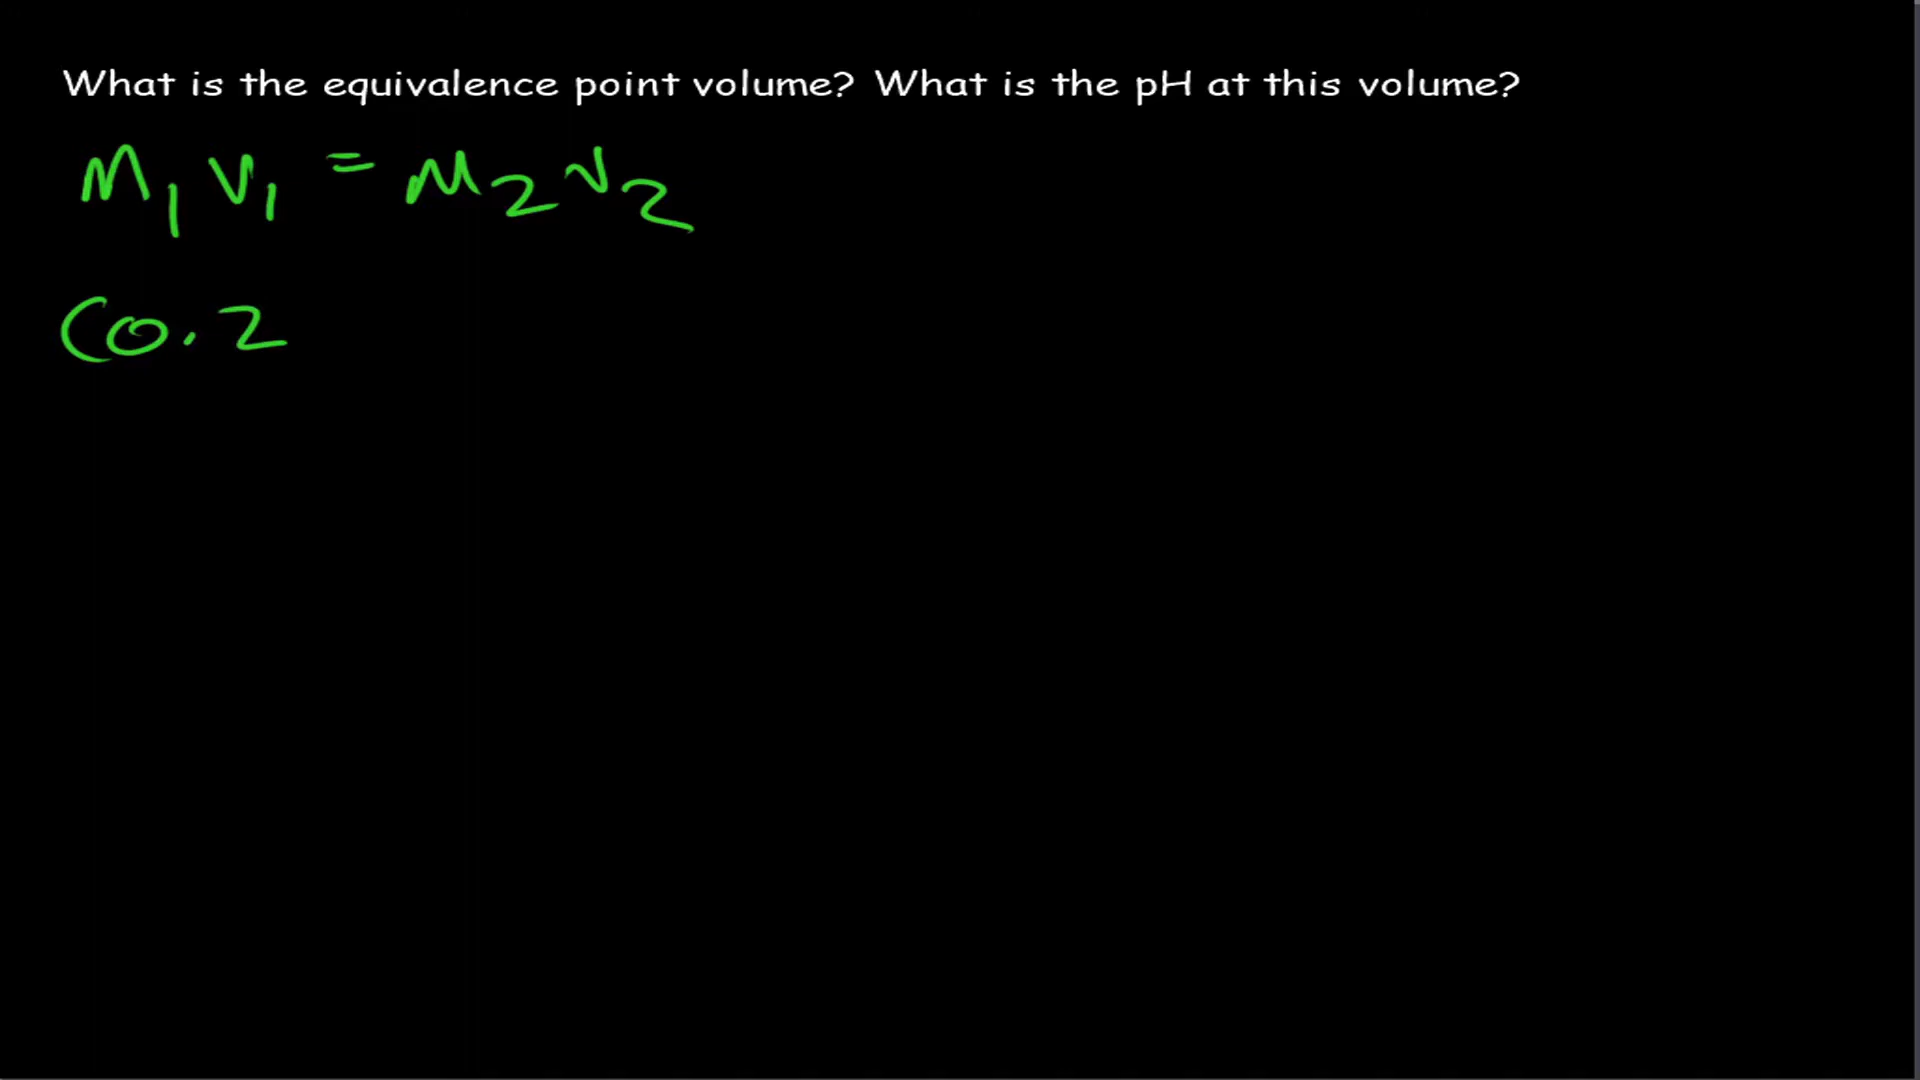 What is the equivalence point volume? What is the pH at this volume?
M₁V₁ = M₂V₂
(0.2